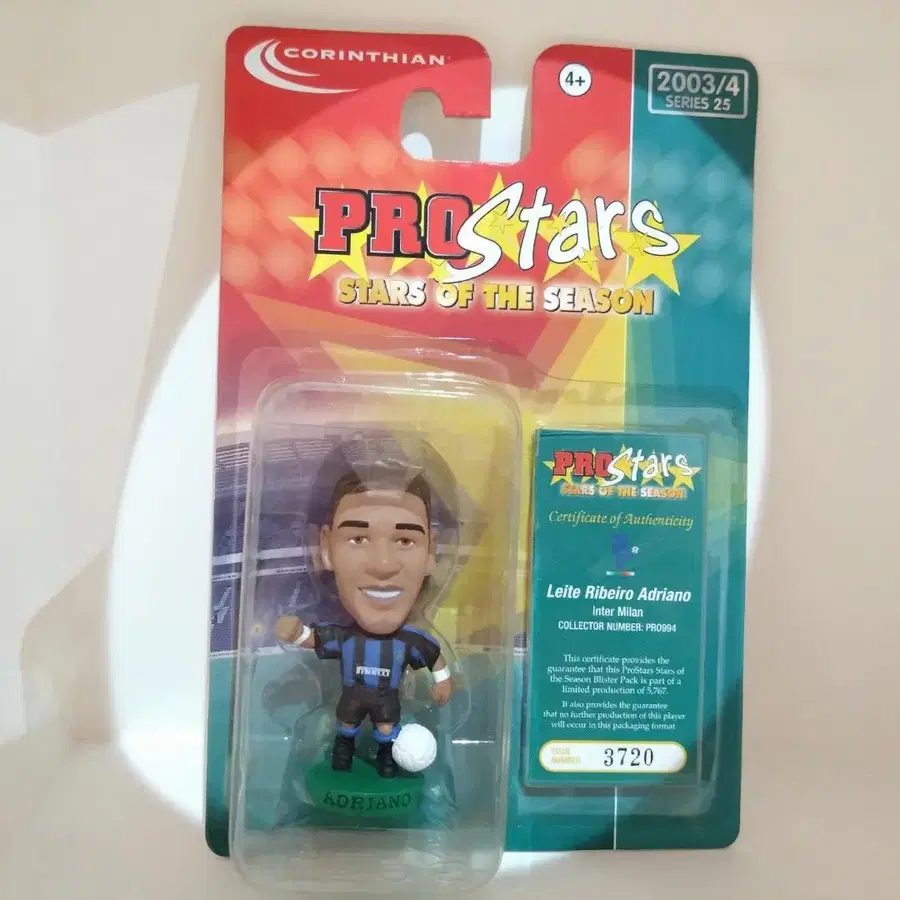 CORINTHIAN
4+
2003/4
SERIES 25
PROStars
STARS OF THE SEASON
PROStars
STARS OF THE SEASON
Certificate of Authenticity
®
Leite Ribeiro Adriano
Inter Milan
COLLECTOR NUMBER: PRO994
This certificate provides the
guarantee that this ProStars Stars of
the Season Blister Pack is part of a
limited production of 5,767.
It also provides the guarantee
that no further production of this player
will occur in this packaging format
ISSUE
NUMBER
3720
PIRELLI
ADRIANO